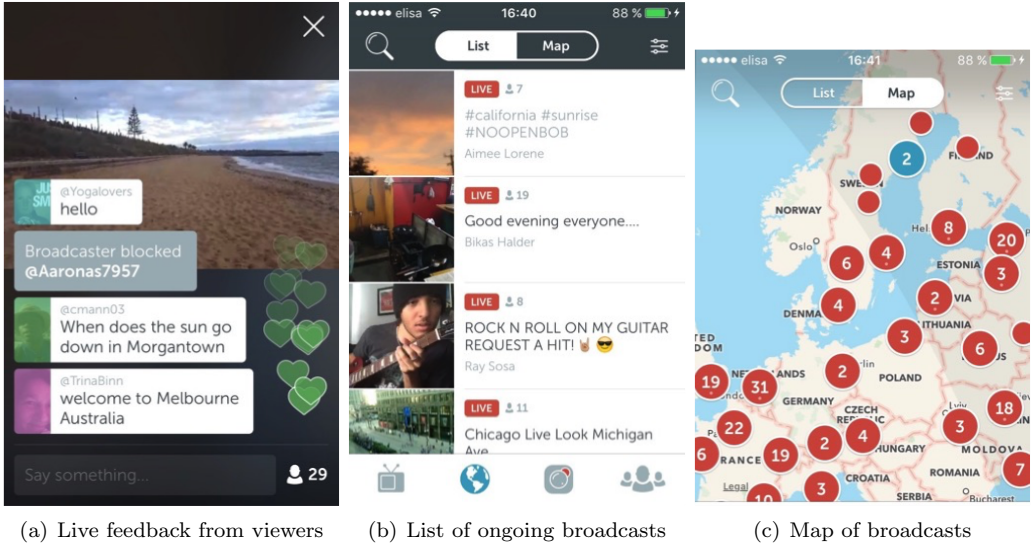 @Yogalovers
hello
Broadcaster blocked
@Aaronas7957
@cmann03
When does the sun go
down in Morgantown
@TrinaBinn
welcome to Melbourne
Australia
Say something...
29
(a) Live feedback from viewers
elisa
16:40
88 %
List
Map
LIVE 7
#california #sunrise
#NOOPENBOB
Aimee Lorene
LIVE 19
Good evening everyone....
Bikas Halder
LIVE 8
ROCK N ROLL ON MY GUITAR
REQUEST A HIT! 🤘🏼 😎
Ray Sosa
LIVE 11
Chicago Live Look Michigan
Ave
(b) List of ongoing broadcasts
elisa
16:41
88 %
List
Map
2
NORWAY
Oslo
8
20
6
4
ESTONIA
3
4
2
3
6
19
31
2
POLAND
GERMANY
22
CZECH
18
3
4
2
19
MOLDOVA
7
6
CROATIA
ROMANIA
3
Legal
10
SERBIA
Bucharest
(c) Map of broadcasts